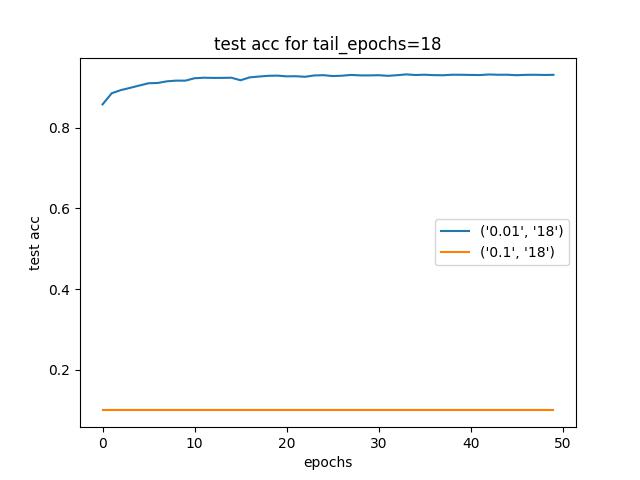 test acc for tail_epochs=18
test acc
0.8
0.6
0.4
0.2
('0.01', '18')
('0.1', '18')
0 10 20 30 40 50
epochs